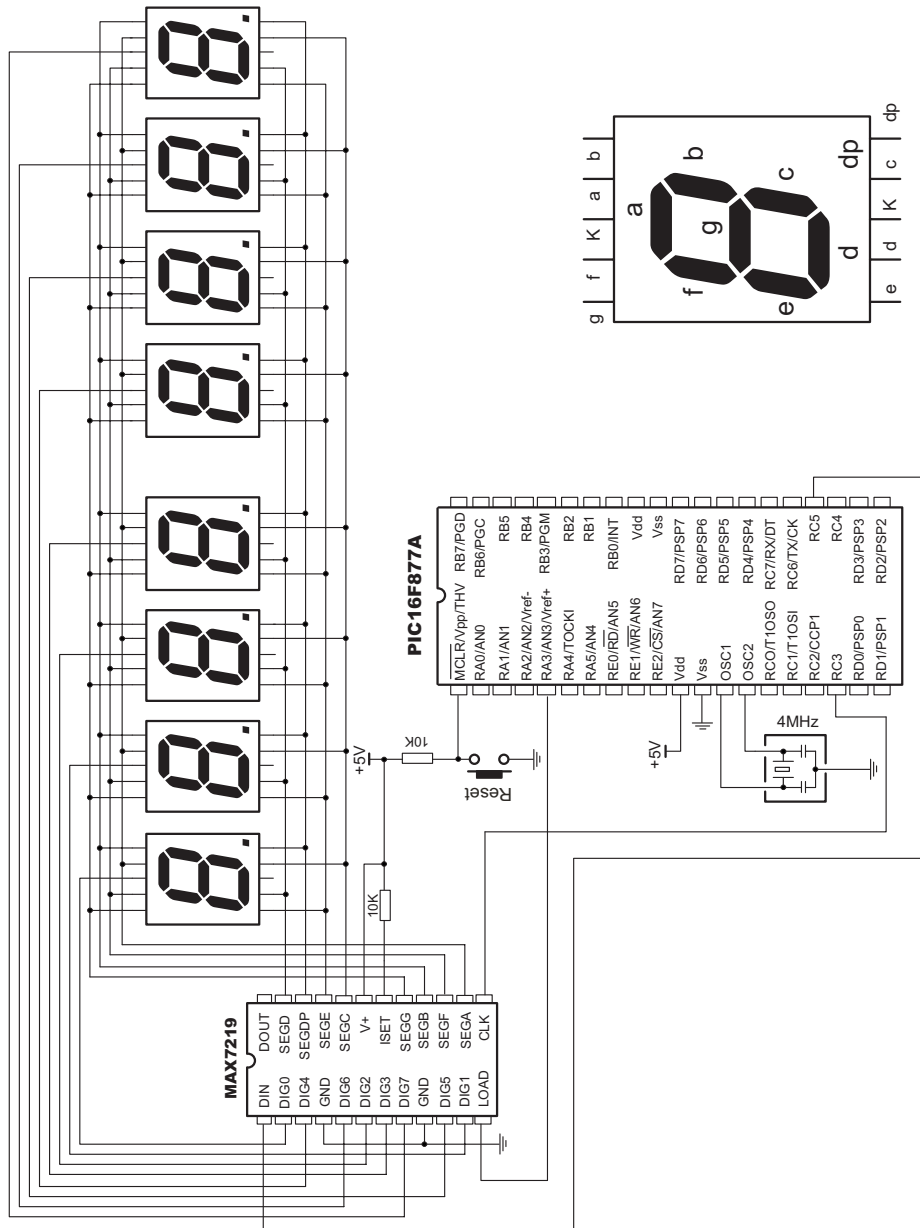 MAX7219
DIN
DIG0
DIG4
GND
DIG6
DIG2
DIG3
DIG7
GND
DIG5
DIG1
LOAD
DOUT
SEGD
SEGDP
SEGE
SEGC
V+
ISET
SEGG
SEGB
SEGF
SEGA
CLK
10K
+5V
10K
Reset
PIC16F877A
MCLR/Vpp/THV
RA0/AN0
RA1/AN1
RA2/AN2/Vref-
RA3/AN3/Vref+
RA4/TOCKI
RA5/AN4
RE0/RD/AN5
RE1/WR/AN6
RE2/CS/AN7
Vdd
Vss
OSC1
OSC2
RCO/T1OSO
RC1/T1OSI
RC2/CCP1
RC3
RD0/PSP0
RD1/PSP1
RB7/PGD
RB6/PGC
RB5
RB4
RB3/PGM
RB2
RB1
RB0/INT
Vdd
Vss
RD7/PSP7
RD6/PSP6
RD5/PSP5
RD4/PSP4
RC7/RX/DT
RC6/TX/CK
RC5
RC4
RD3/PSP3
RD2/PSP2
+5V
4MHz
g f K a b
a
b
f
g
e
c
d
dp
e d K c dp